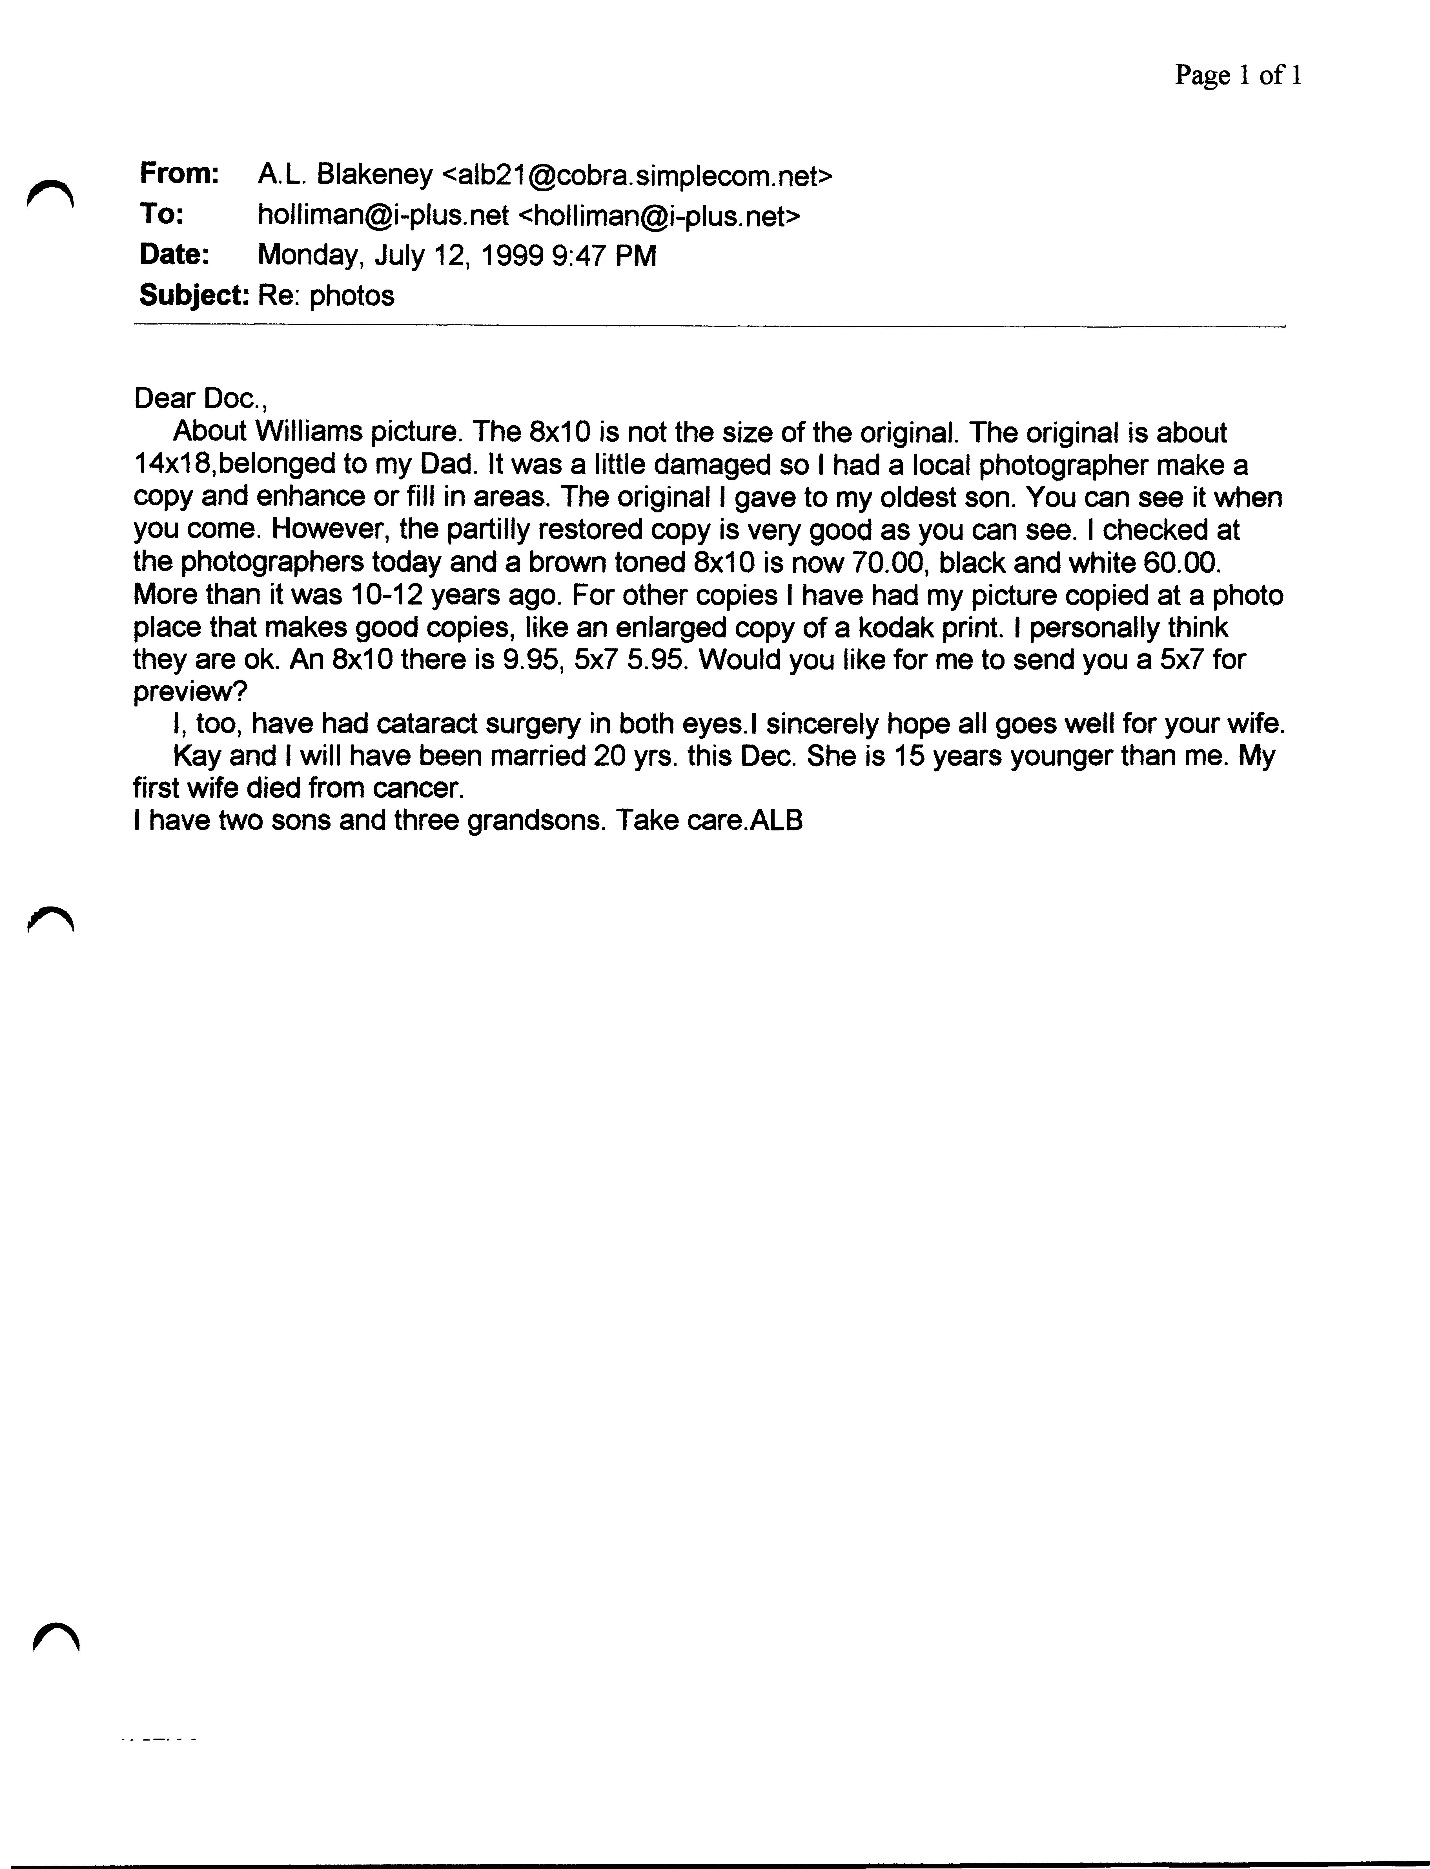 Page 1 of 1
From: A.L. Blakeney <alb21@cobra.simplecom.net>
To: holliman@i-plus.net <holliman@i-plus.net>
Date: Monday, July 12, 1999 9:47 PM
Subject: Re: photos
Dear Doc.,
About Williams picture. The 8x10 is not the size of the original. The original is about
14x18,belonged to my Dad. It was a little damaged so I had a local photographer make a
copy and enhance or fill in areas. The original I gave to my oldest son. You can see it when
you come. However, the partilly restored copy is very good as you can see. I checked at
the photographers today and a brown toned 8x10 is now 70.00, black and white 60.00.
More than it was 10-12 years ago. For other copies I have had my picture copied at a photo
place that makes good copies, like an enlarged copy of a kodak print. I personally think
they are ok. An 8x10 there is 9.95, 5x7 5.95. Would you like for me to send you a 5x7 for
preview?
I, too, have had cataract surgery in both eyes.I sincerely hope all goes well for your wife.
Kay and I will have been married 20 yrs. this Dec. She is 15 years younger than me. My
first wife died from cancer.
I have two sons and three grandsons. Take care.ALB